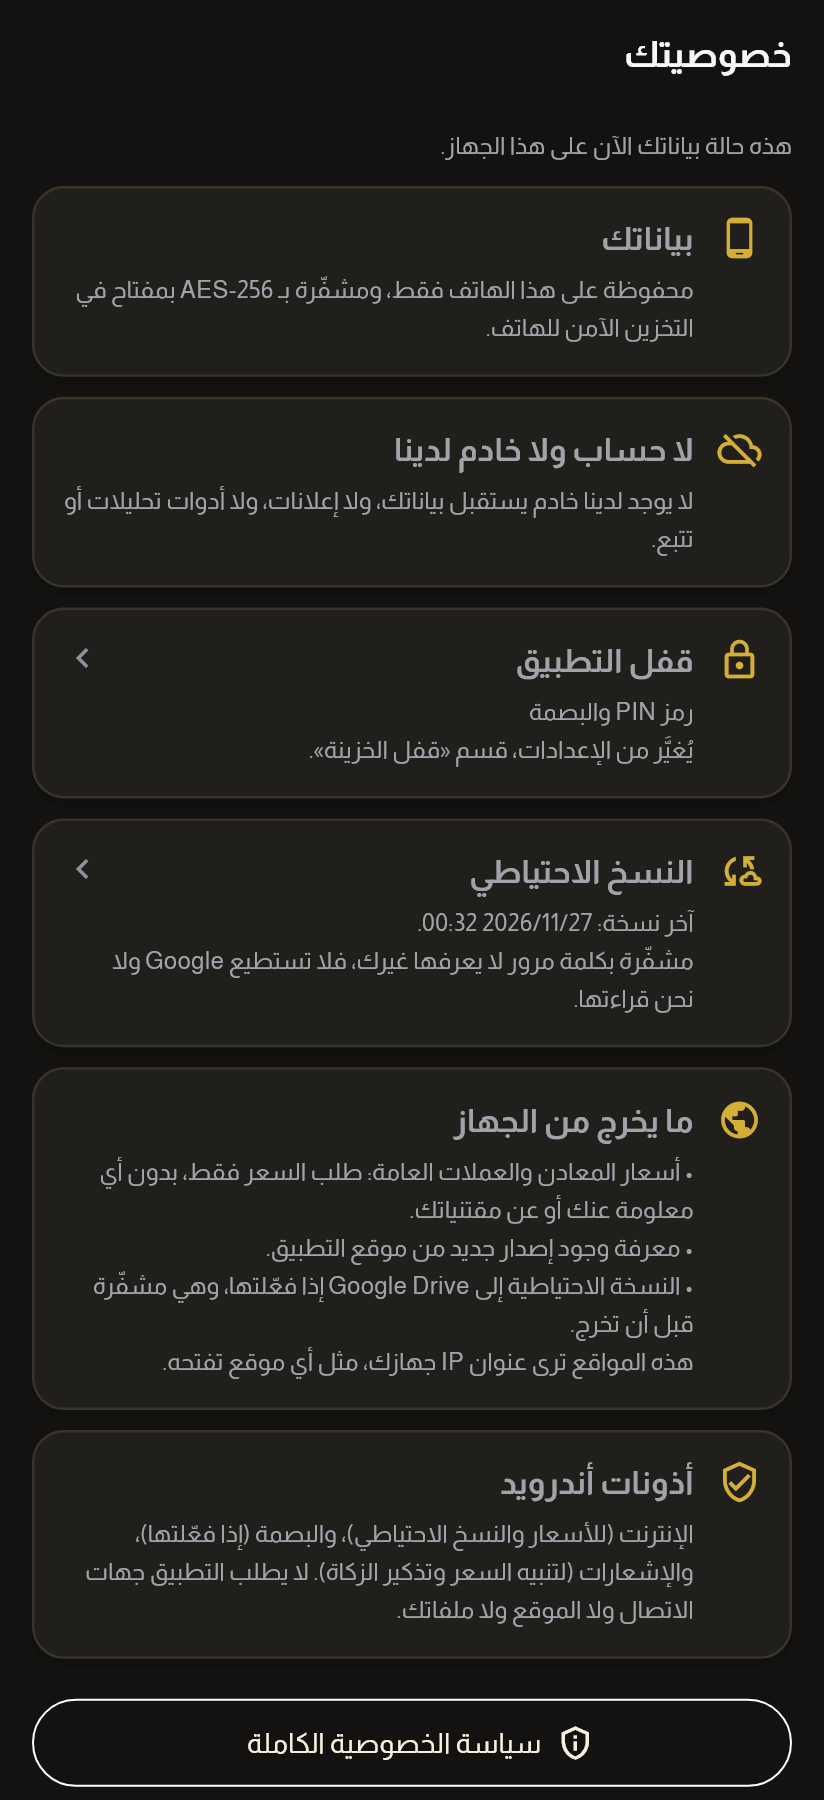 خصوصيتك
هذه حالة بياناتك الآن على هذا الجهاز.
بياناتك
محفوظة على هذا الهاتف فقط، ومشفّرة بـ AES-256 بمفتاح في
التخزين الآمن للهاتف.
لا حساب ولا خادم لدينا
لا يوجد لدينا خادم يستقبل بياناتك، ولا إعلانات، ولا أدوات تحليلات أو
تتبع.
قفل التطبيق
رمز PIN والبصمة
يُغيَّر من الإعدادات، قسم «قفل الخزينة».
النسخ الاحتياطي
آخر نسخة: 2026/11/27 00:32.
مشفّرة بكلمة مرور لا يعرفها غيرك، فلا تستطيع Google ولا
نحن قراءتها.
ما يخرج من الجهاز
• أسعار المعادن والعملات العامة: طلب السعر فقط، بدون أي
معلومة عنك أو عن مقتنياتك.
• معرفة وجود إصدار جديد من موقع التطبيق.
• النسخة الاحتياطية إلى Google Drive إذا فعّلتها، وهي مشفّرة
قبل أن تخرج.
هذه المواقع ترى عنوان IP جهازك، مثل أي موقع تفتحه.
أذونات أندرويد
الإنترنت (للأسعار والنسخ الاحتياطي)، والبصمة (إذا فعّلتها)،
والإشعارات (لتنبيه السعر وتذكير الزكاة). لا يطلب التطبيق جهات
الاتصال ولا الموقع ولا ملفاتك.
سياسة الخصوصية الكاملة